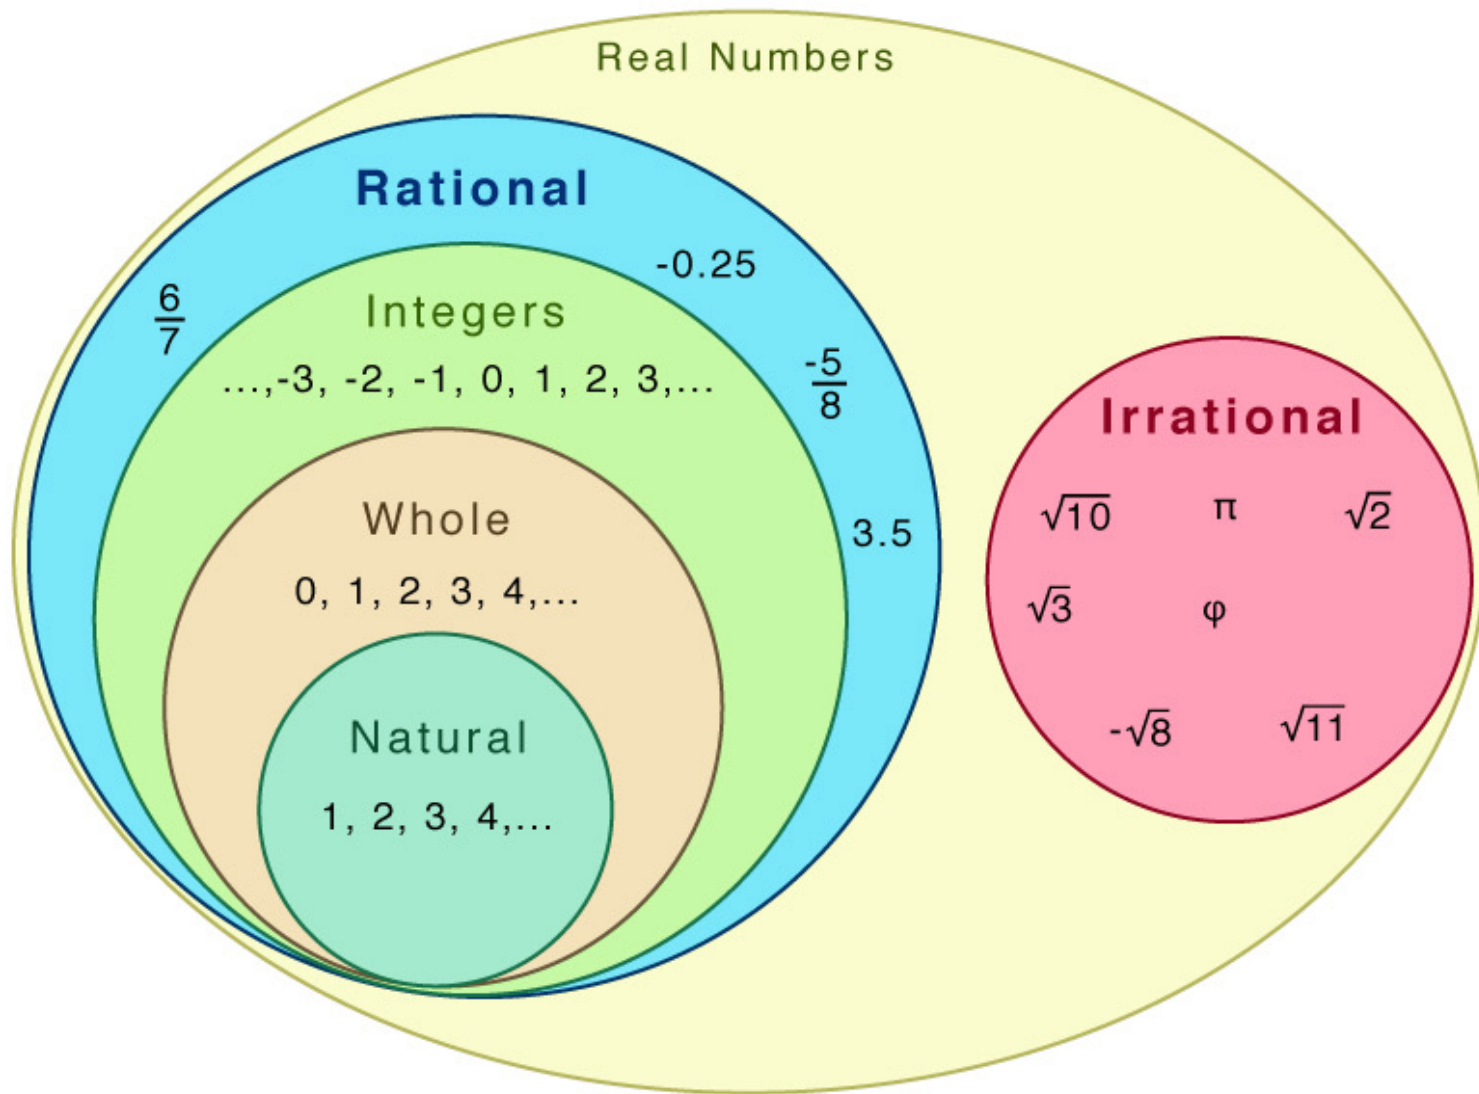 Real Numbers
Rational
-0.25
6/7
Integers
-5/8
...,-3, -2, -1, 0, 1, 2, 3,...
Irrational
√10 π √2
Whole
3.5
0, 1, 2, 3, 4,...
√3 φ
Natural
-√8 √11
1, 2, 3, 4,...